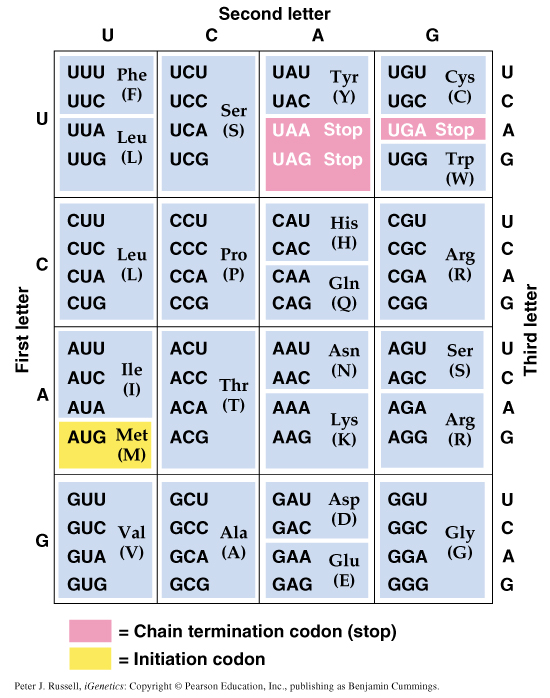 Second letter
U C A G
First letter
Third letter
U
UUU Phe UCU UAU Tyr UGU Cys U
UUC (F) UCC Ser UAC (Y) UGC (C) C
UUA Leu UCA (S) UAA Stop UGA Stop A
UUG (L) UCG UAG Stop UGG Trp (W) G
C
CUU CCU CAU His CGU U
CUC Leu CCC Pro CAC (H) CGC Arg C
CUA (L) CCA (P) CAA Gln CGA (R) A
CUG CCG CAG (Q) CGG G
A
AUU ACU AAU Asn AGU Ser U
AUC Ile ACC Thr AAC (N) AGC (S) C
AUA (I) ACA (T) AAA Lys AGA Arg A
AUG Met (M) ACG AAG (K) AGG (R) G
G
GUU GCU GAU Asp GGU U
GUC Val GCC Ala GAC (D) GGC Gly C
GUA (V) GCA (A) GAA Glu GGA (G) A
GUG GCG GAG (E) GGG G
= Chain termination codon (stop)
= Initiation codon
Peter J. Russell, iGenetics: Copyright © Pearson Education, Inc., publishing as Benjamin Cummings.